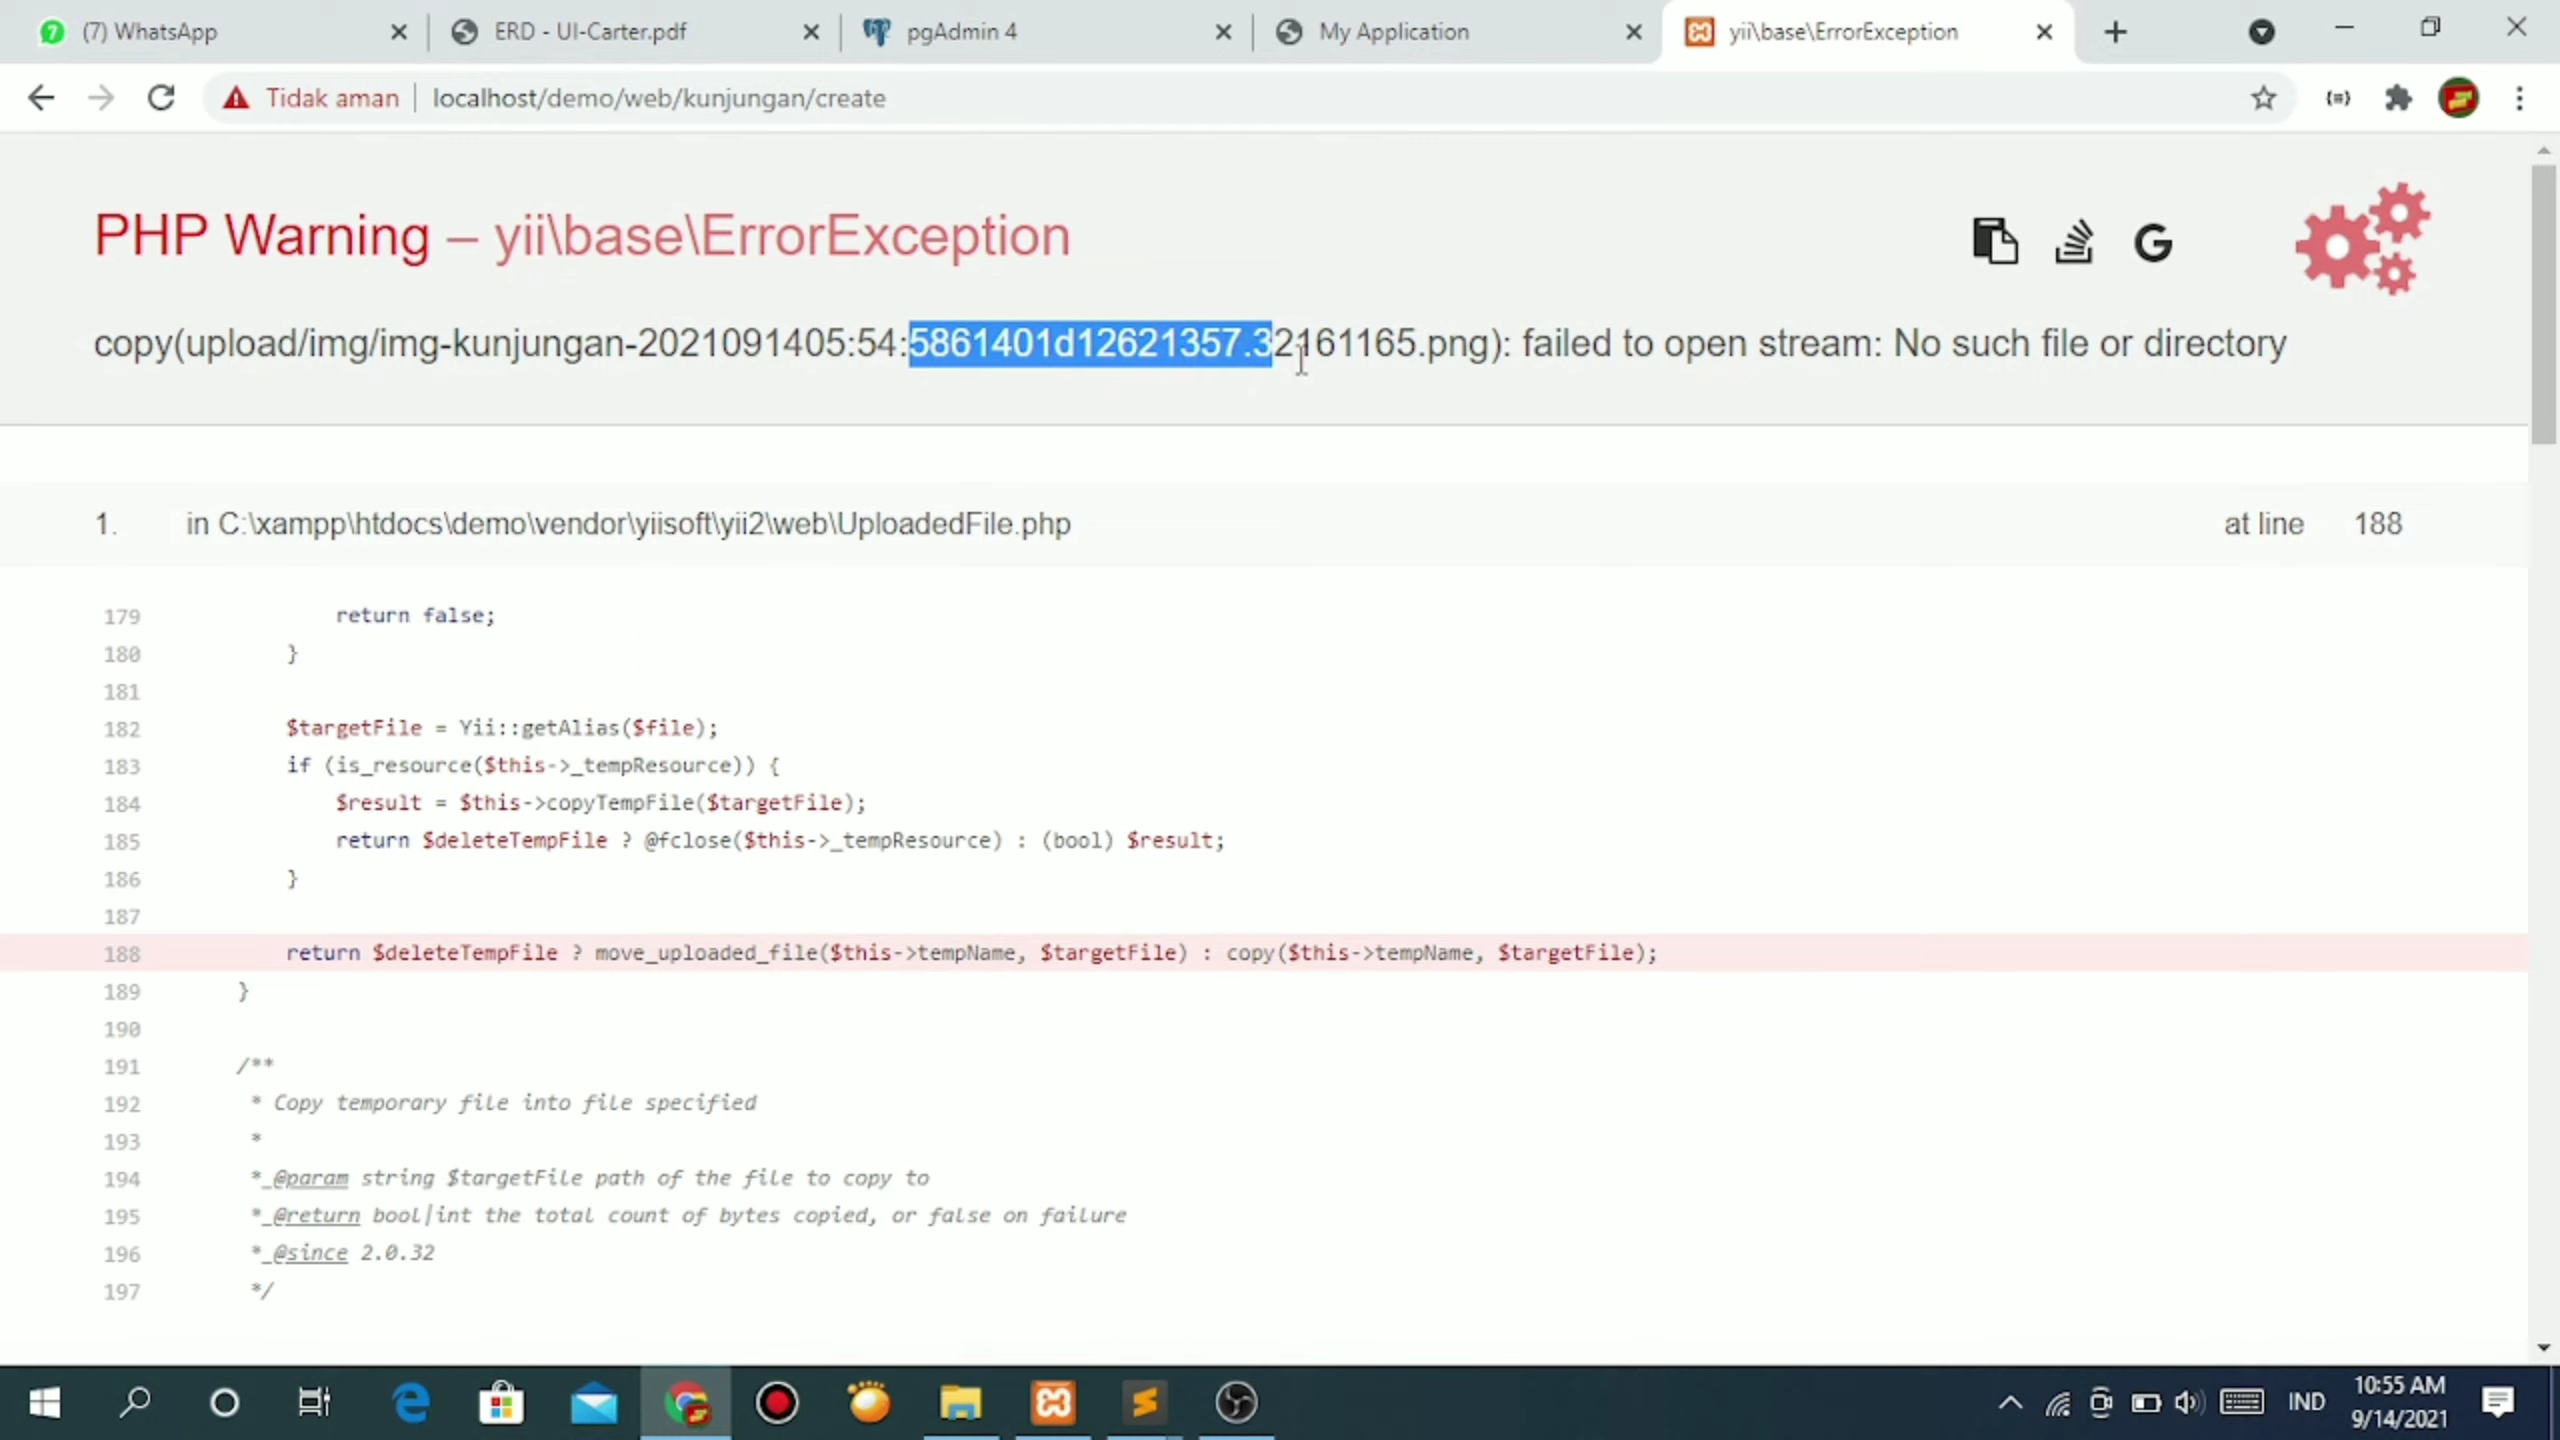 7
(7) WhatsApp
ERD - UI-Carter.pdf
pgAdmin 4
My Application
yii\base\ErrorException
Tidak aman
localhost/demo/web/kunjungan/create
PHP Warning – yii\base\ErrorException
copy(upload/img/img-kunjungan-2021091405:54:5861401d12621357.32161165.png): failed to open stream: No such file or directory
1. in C:\xampp\htdocs\demo\vendor\yiisoft\yii2\web\UploadedFile.php at line 188
179 return false;
180 }
181
182 $targetFile = Yii::getAlias($file);
183 if (is_resource($this->_tempResource)) {
184 $result = $this->copyTempFile($targetFile);
185 return $deleteTempFile ? @fclose($this->_tempResource) : (bool) $result;
186 }
187
188 return $deleteTempFile ? move_uploaded_file($this->tempName, $targetFile) : copy($this->tempName, $targetFile);
189 }
190
191 /**
192 * Copy temporary file into file specified
193 *
194 * @param string $targetFile path of the file to copy to
195 * @return bool|int the total count of bytes copied, or false on failure
196 * @since 2.0.32
197 */
IND
10:55 AM
9/14/2021